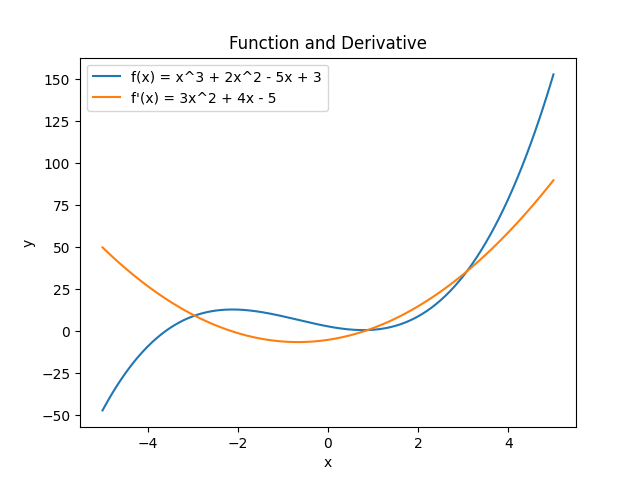 Function and Derivative
f(x) = x^3 + 2x^2 - 5x + 3
f'(x) = 3x^2 + 4x - 5
150
125
100
75
50
25
0
−25
−50
y
−4 −2 0 2 4
x